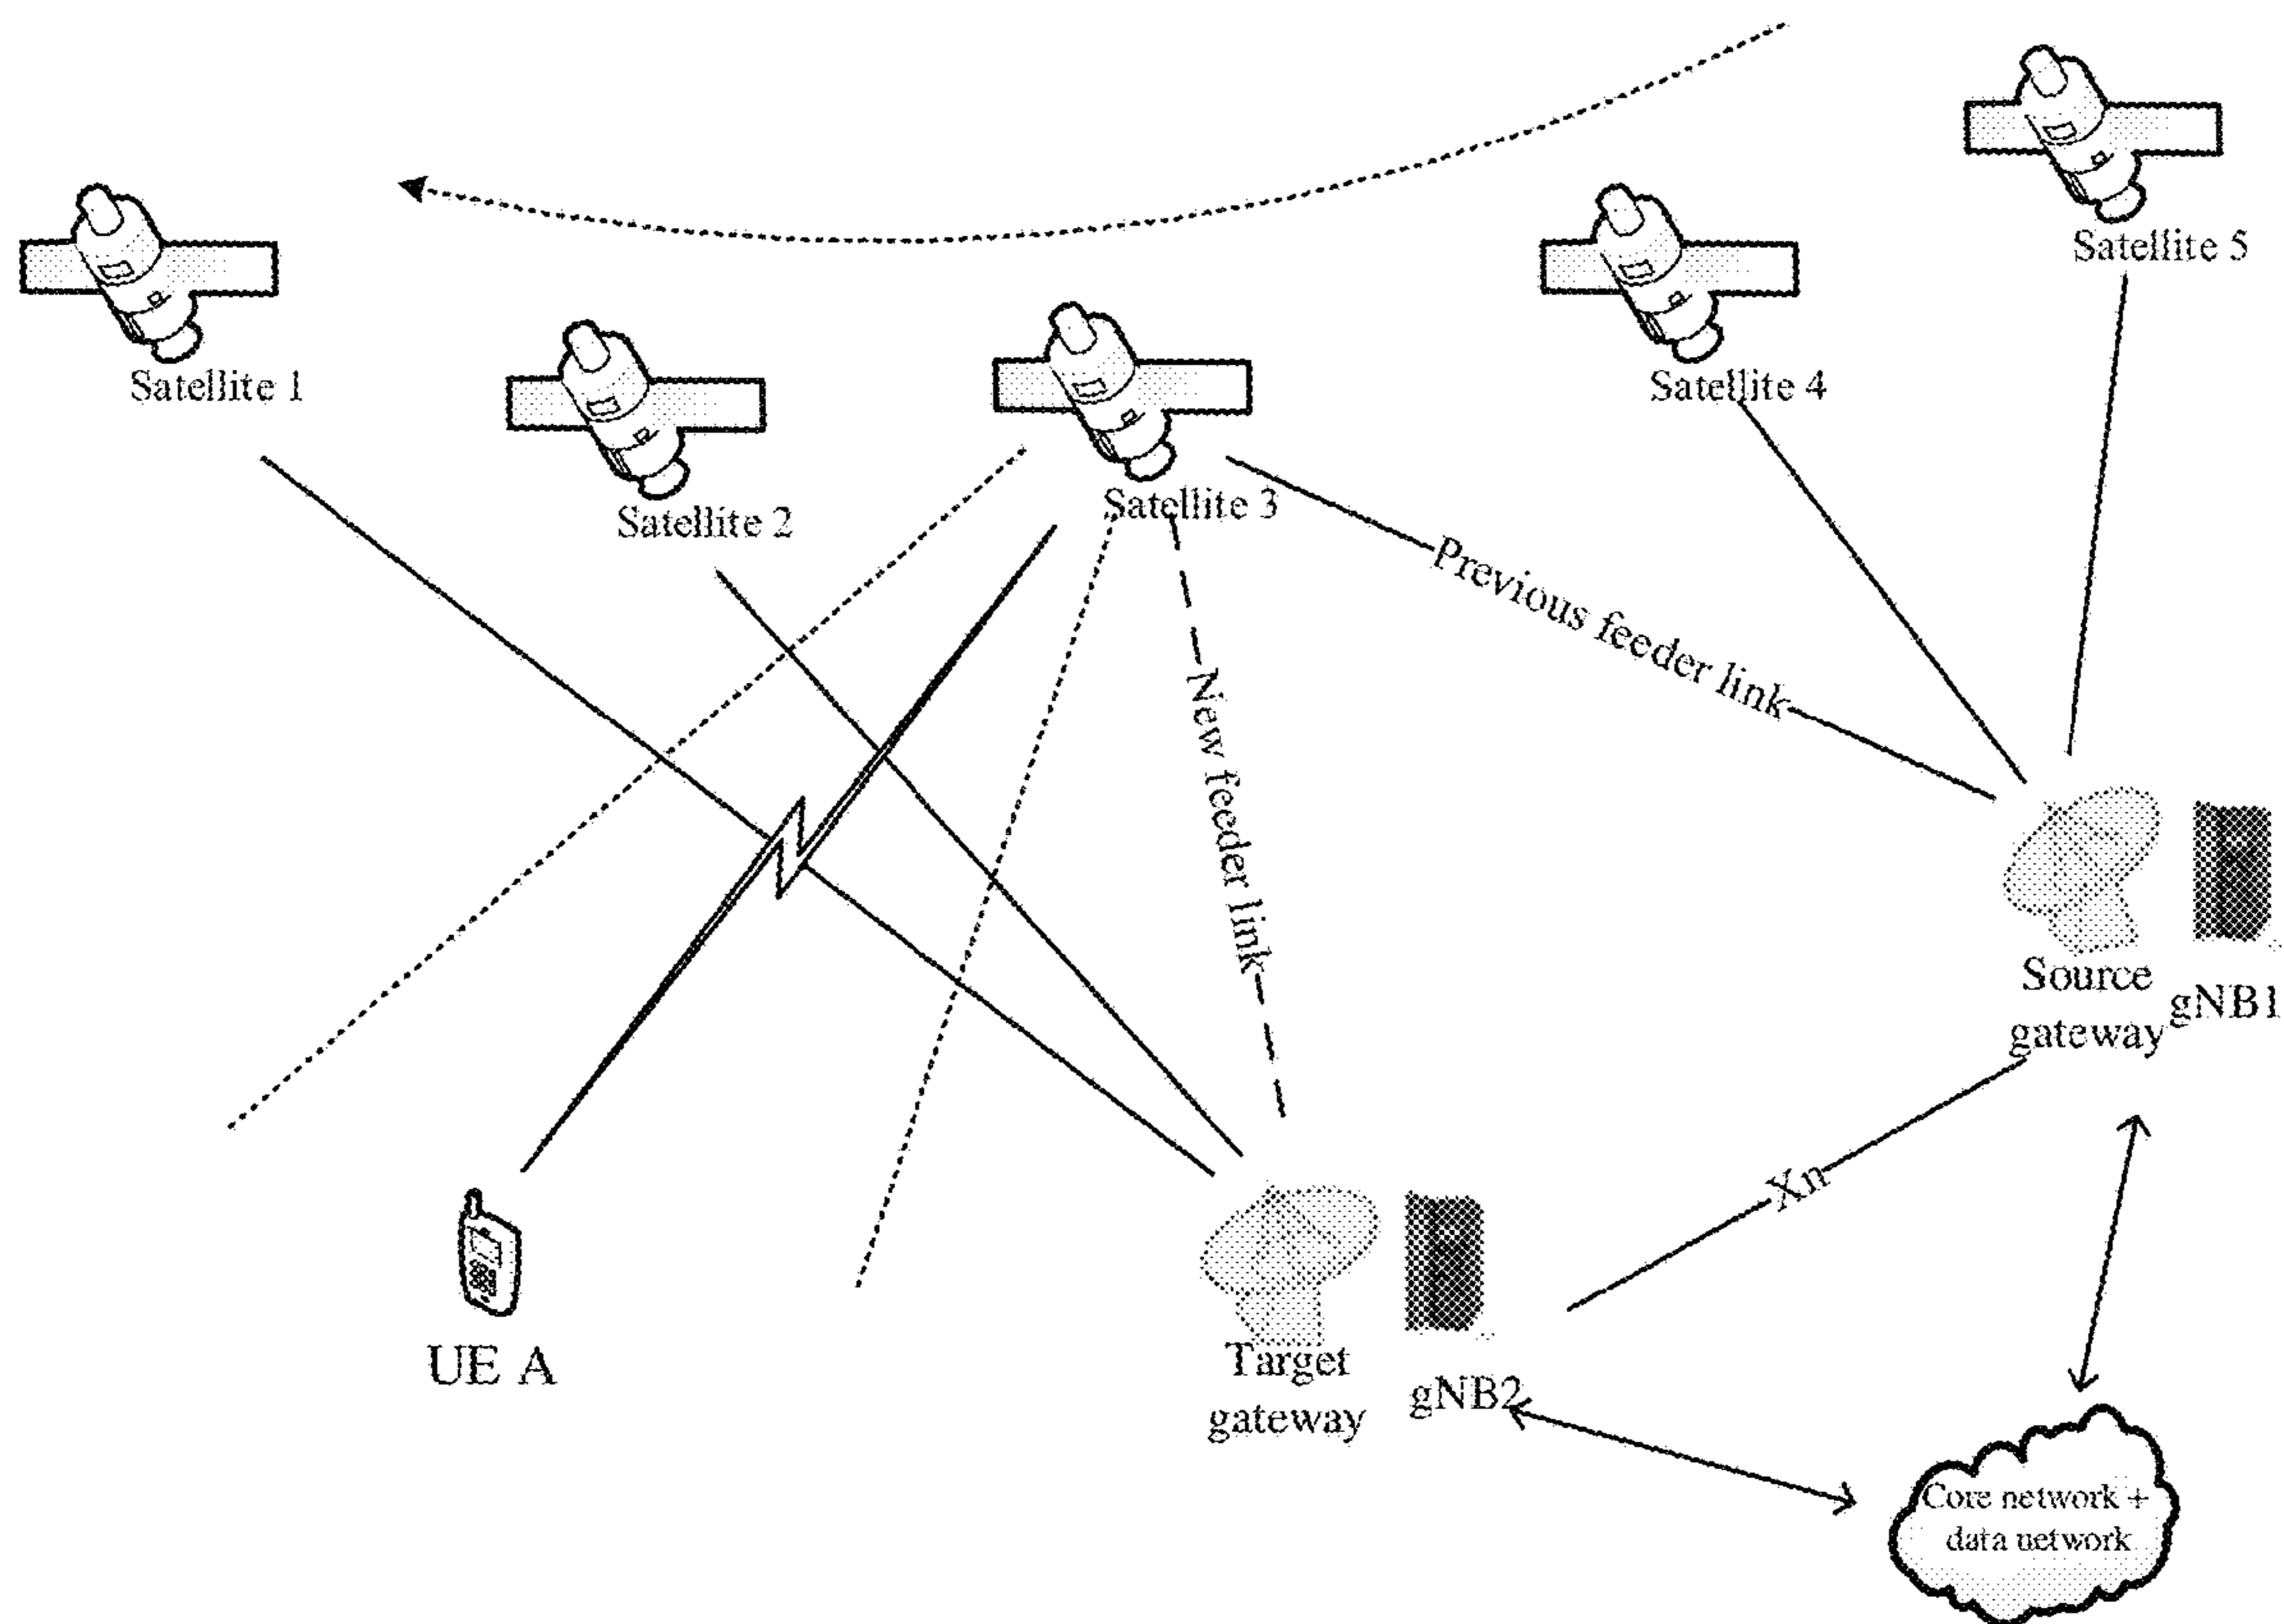 Satellite 5
Satellite 1
Satellite 4
Satellite 2
Satellite 3
Previous feeder link
New feeder link
Source
gateway
gNB1
Xn
UE A
Target
gateway
gNB2
Core network +
data network